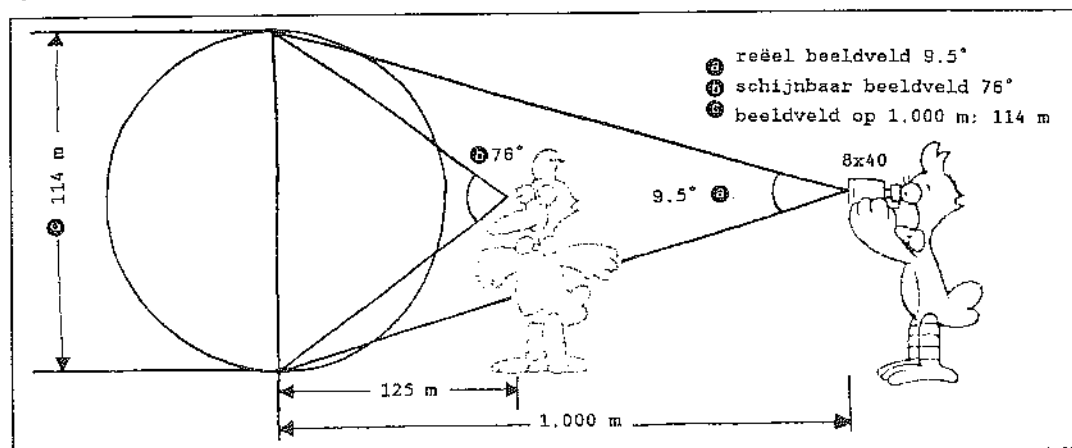 ⓐ reëel beeldveld 9.5°
ⓑ schijnbaar beeldveld 76°
ⓒ beeldveld op 1.000 m: 114 m
8x40
ⓑ 76°
9.5° ⓐ
ⓒ 114 m
125 m
1.000 m